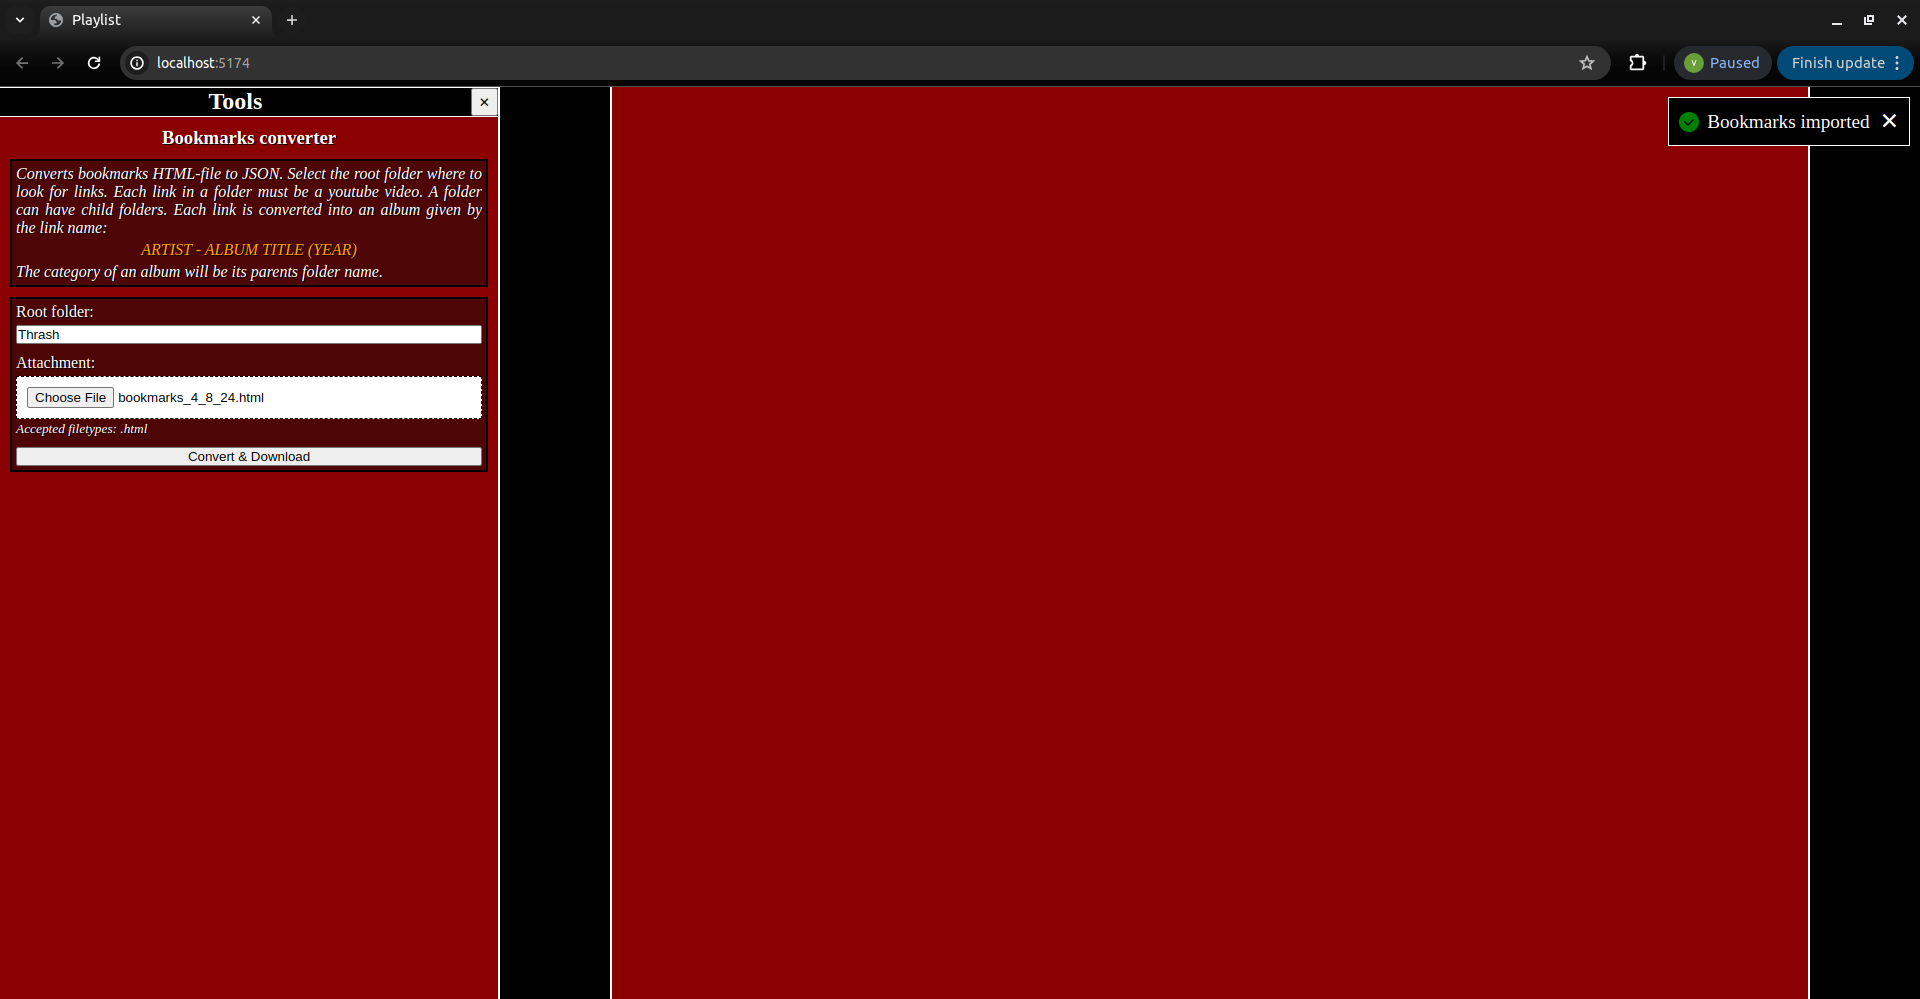 Playlist
localhost:5174
Paused
Finish update
Tools
Bookmarks imported
Bookmarks converter
Converts bookmarks HTML-file to JSON. Select the root folder where to
look for links. Each link in a folder must be a youtube video. A folder
can have child folders. Each link is converted into an album given by
the link name:
ARTIST - ALBUM TITLE (YEAR)
The category of an album will be its parents folder name.
Root folder:
Thrash
Attachment:
Choose File bookmarks_4_8_24.html
Accepted filetypes: .html
Convert & Download